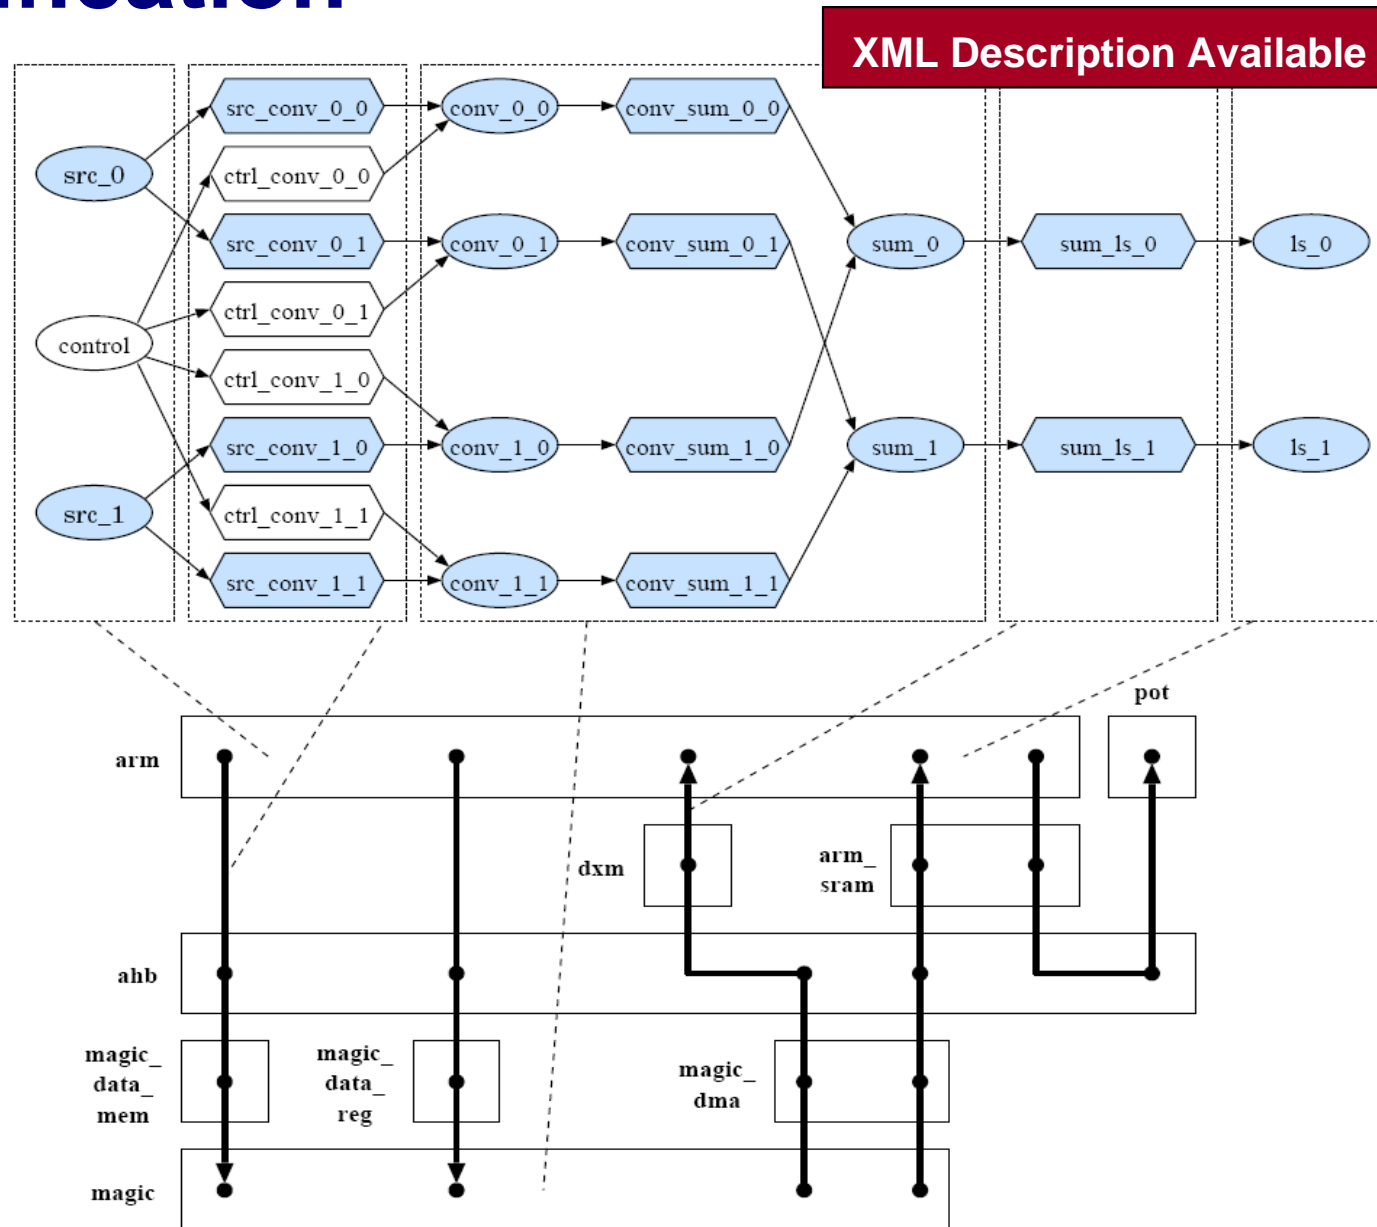 XML Description Available
src_conv_0_0
conv_0_0
conv_sum_0_0
src_0
ctrl_conv_0_0
src_conv_0_1
conv_0_1
conv_sum_0_1
sum_0
sum_ls_0
ls_0
ctrl_conv_0_1
control
ctrl_conv_1_0
src_conv_1_0
conv_1_0
conv_sum_1_0
sum_1
sum_ls_1
ls_1
src_1
ctrl_conv_1_1
src_conv_1_1
conv_1_1
conv_sum_1_1
pot
arm
dxm
arm_
sram
ahb
magic_
data_
mem
magic_
data_
reg
magic_
dma
magic